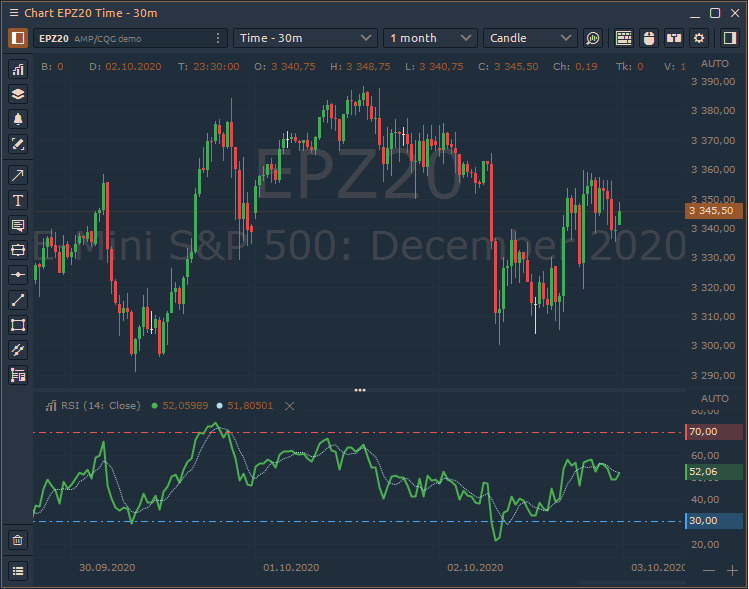 Chart EPZ20 Time - 30m
EPZ20 AMP/CQG demo Time - 30m 1 month Candle
B: 0 D: 02.10.2020 T: 23:30:00 O: 3 340,75 H: 3 348,75 L: 3 340,75 C: 3 345,50 Ch: 0,19 Tk: 0 V: 1
AUTO
3 390,00
3 380,00
3 370,00
3 360,00
3 350,00
3 345,50
3 340,00
3 330,00
3 320,00
3 310,00
3 300,00
3 290,00
EPZ20
E-Mini S&P 500: December 2020
RSI (14: Close) 52,05989 51,80501
AUTO
80,00
70,00
60,00
52,06
40,00
30,00
20,00
30.09.2020 01.10.2020 02.10.2020 03.10.2020